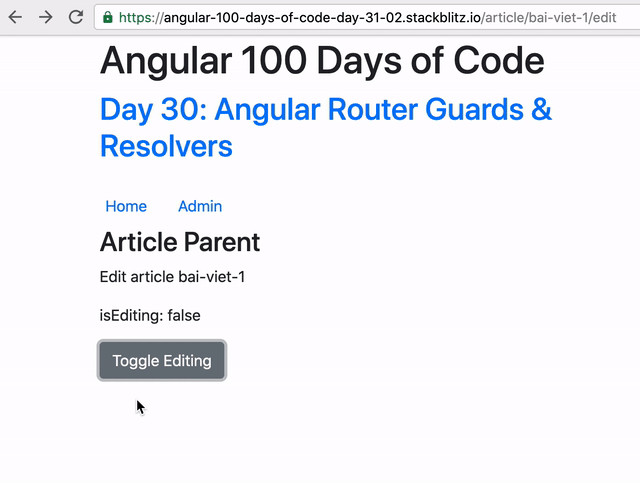 https://angular-100-days-of-code-day-31-02.stackblitz.io/article/bai-viet-1/edit
Angular 100 Days of Code
Day 30: Angular Router Guards &
Resolvers
Home Admin
Article Parent
Edit article bai-viet-1
isEditing: false
Toggle Editing